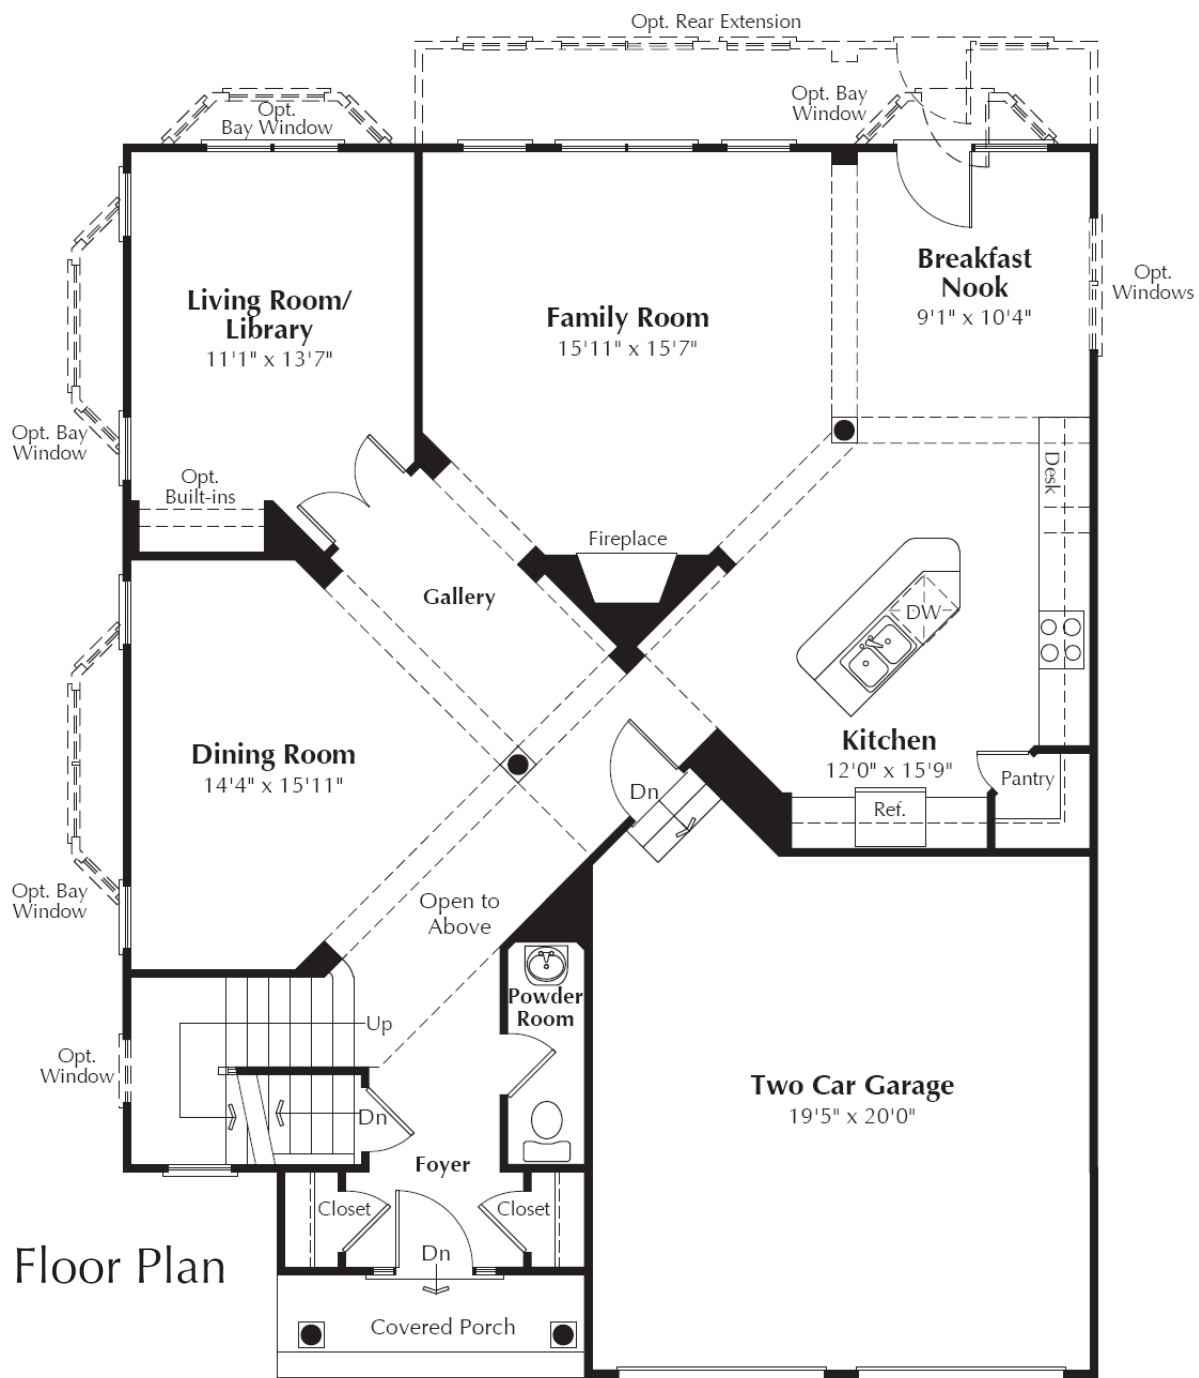 Opt. Rear Extension
Opt.
Bay Window
Opt. Bay
Window
Living Room/
Library
11'1" x 13'7"
Family Room
15'11" x 15'7"
Breakfast
Nook
9'1" x 10'4"
Opt.
Windows
Opt. Bay
Window
Opt.
Built-ins
Desk
Fireplace
Gallery
DW
Dining Room
14'4" x 15'11"
Kitchen
12'0" x 15'9"
Pantry
Dn
Ref.
Opt. Bay
Window
Open to
Above
Powder
Room
Up
Opt.
Window
Two Car Garage
19'5" x 20'0"
Dn
Foyer
Closet
Closet
Dn
Floor Plan
Covered Porch